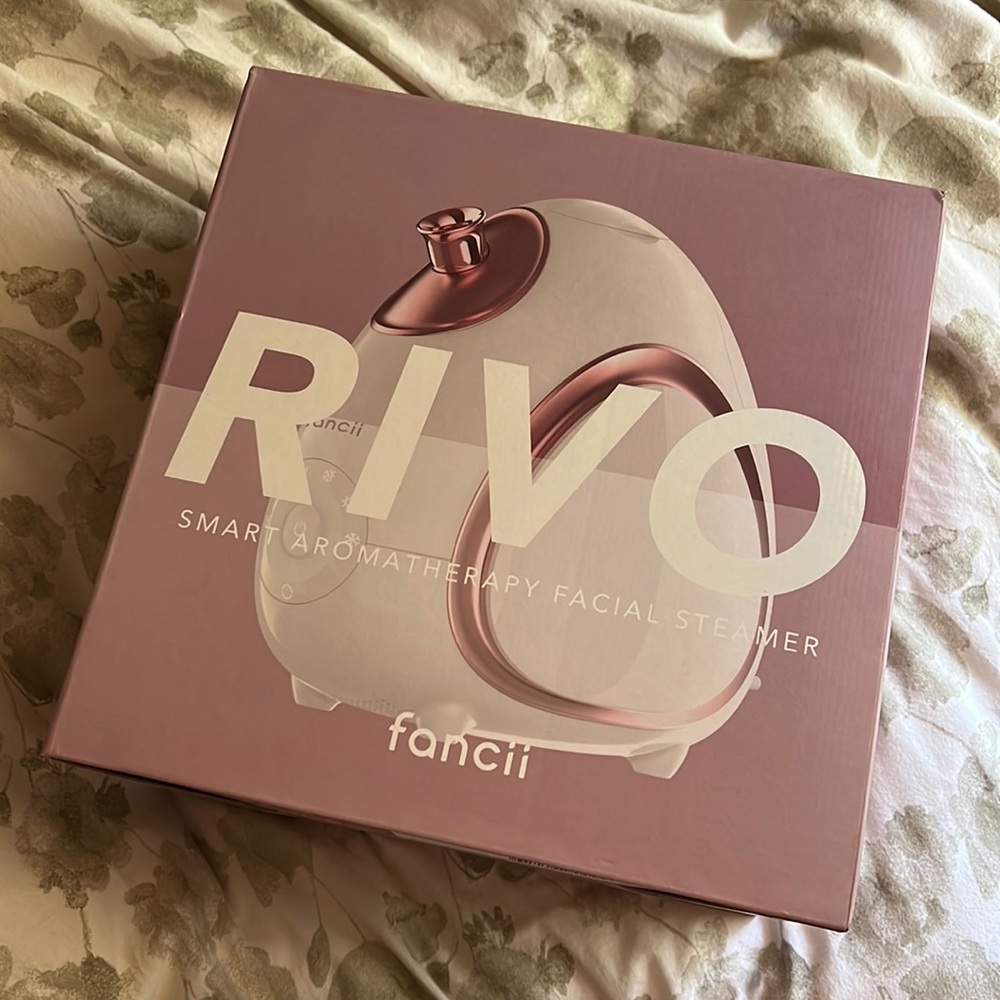 RIVO
fancii
SMART AROMATHERAPY FACIAL STEAMER
fancii